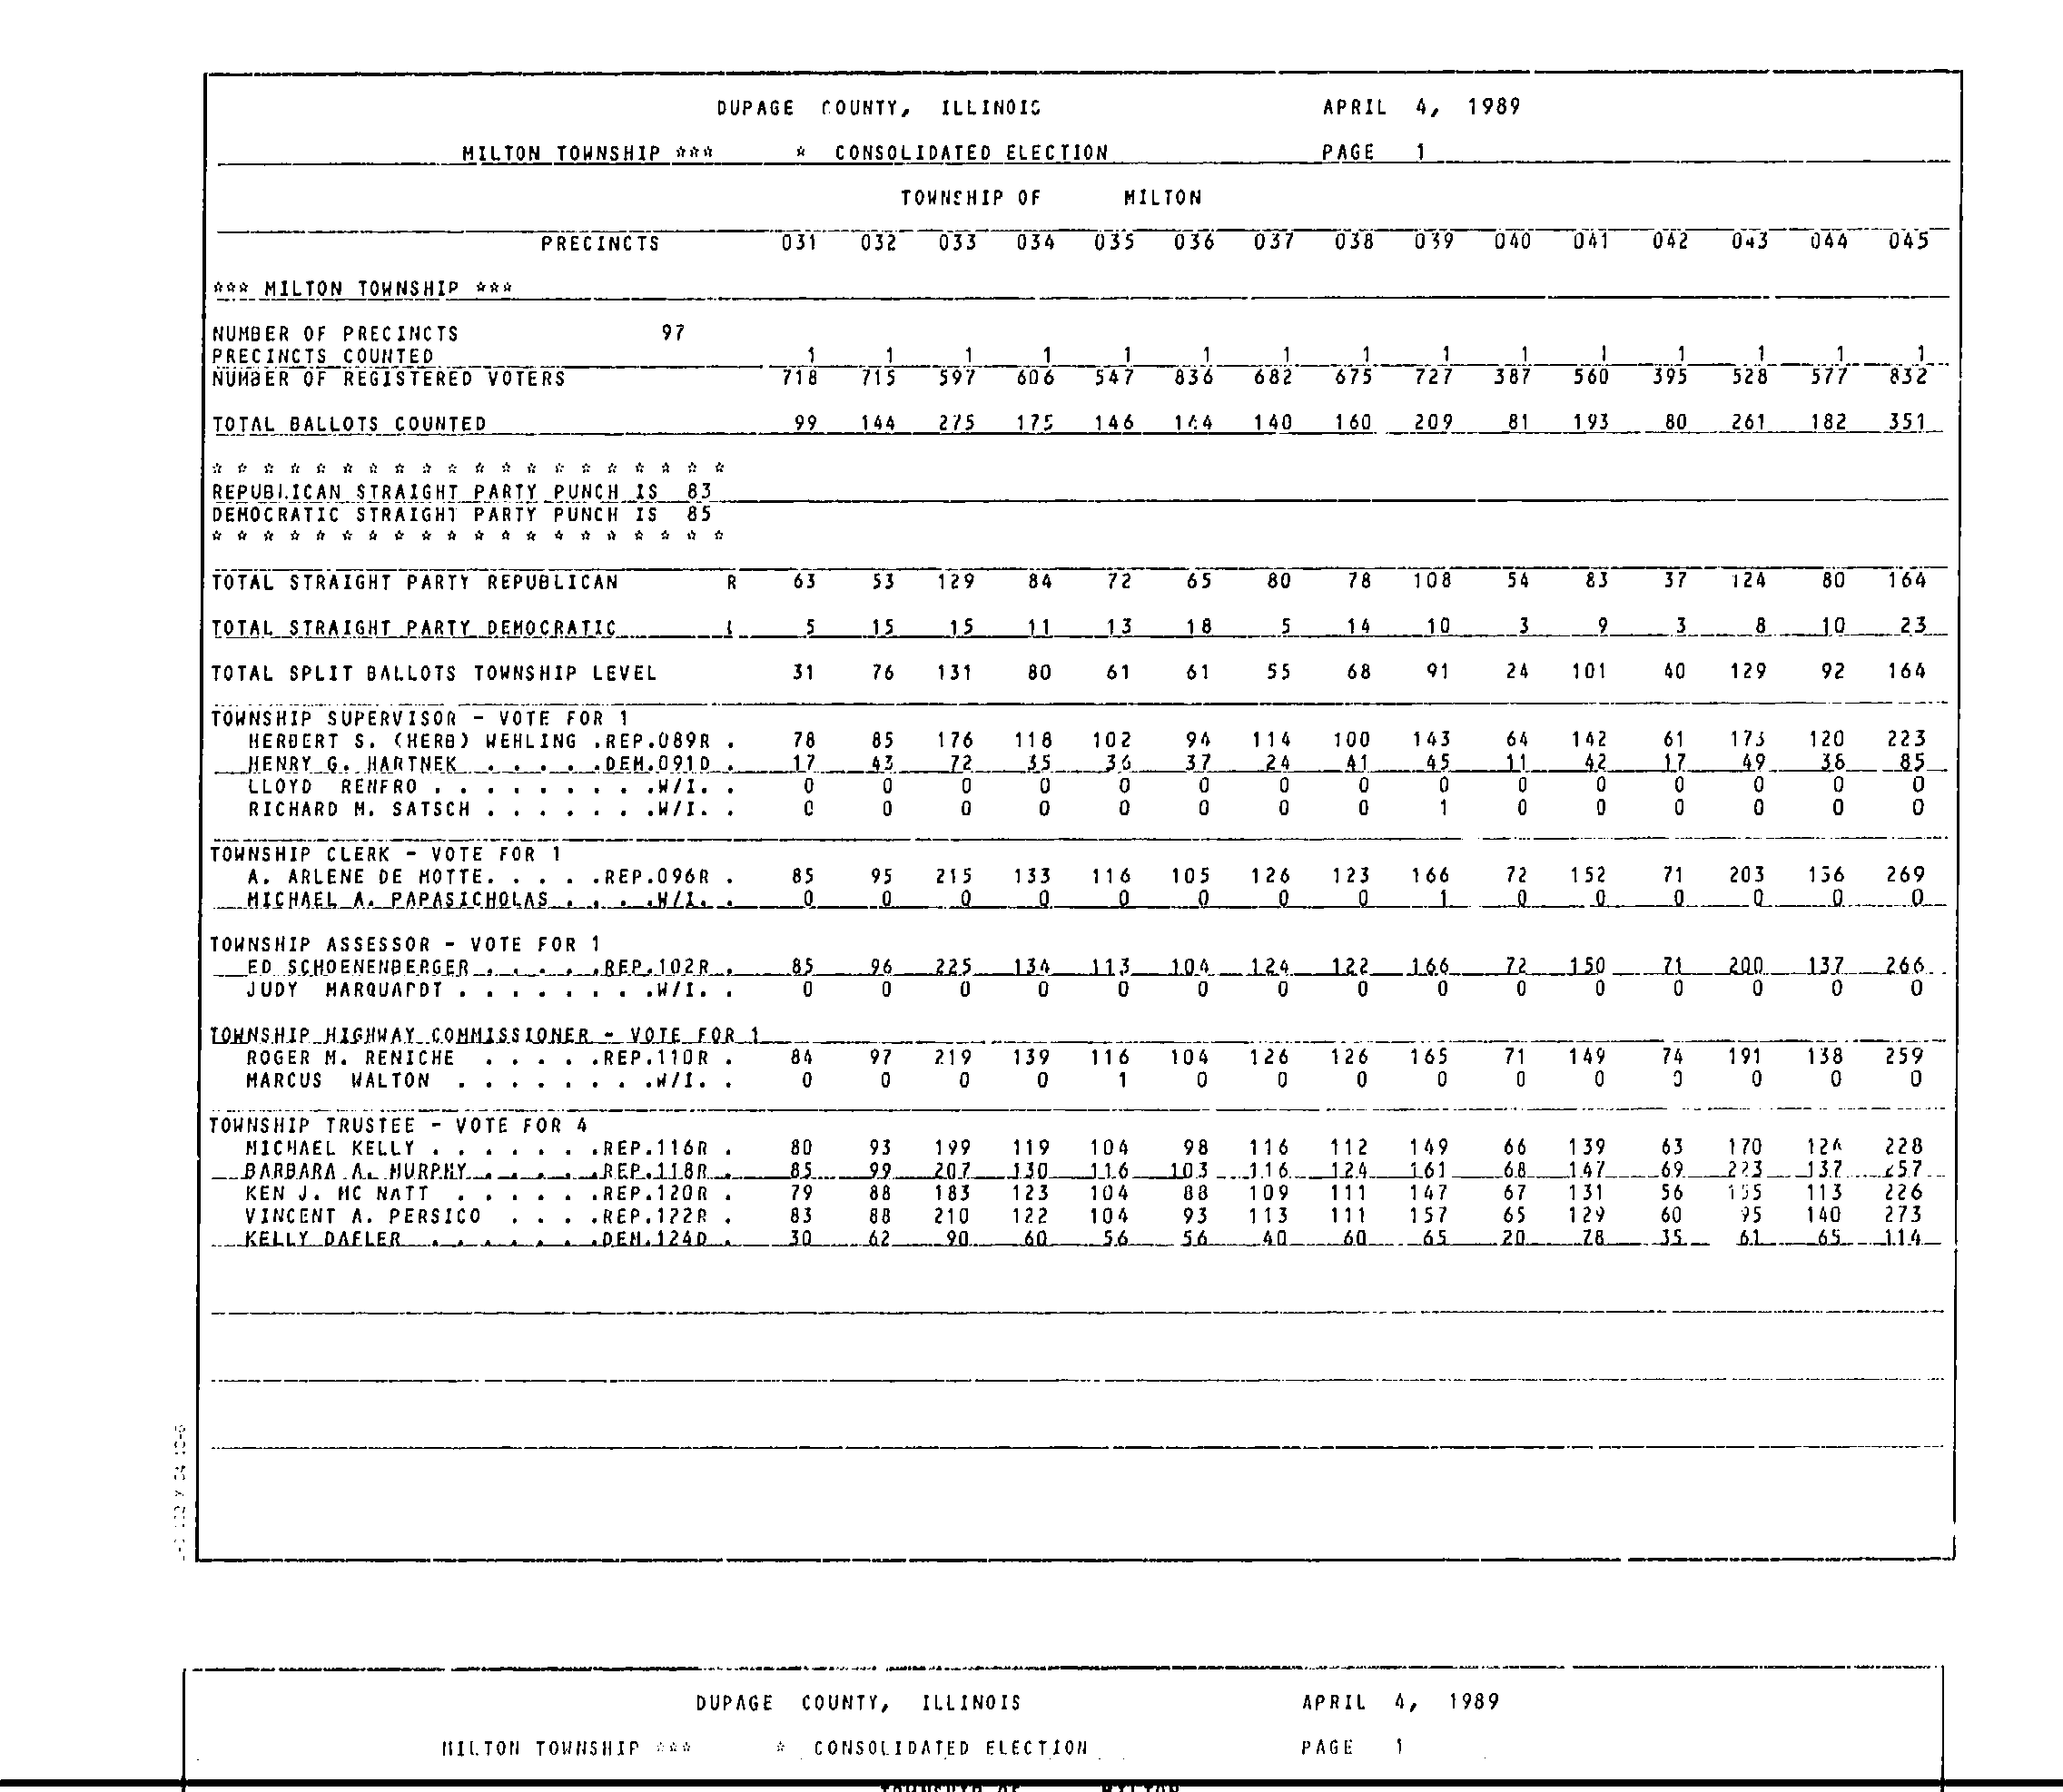 DUPAGE COUNTY, ILLINOIS APRIL 4, 1989
MILTON TOWNSHIP *** * CONSOLIDATED ELECTION PAGE 1
TOWNSHIP OF MILTON
PRECINCTS 031 032 033 034 035 036 037 038 039 040 041 042 043 044 045
*** MILTON TOWNSHIP ***
NUMBER OF PRECINCTS 97
PRECINCTS COUNTED 1 1 1 1 1 1 1 1 1 1 1 1 1 1 1
NUMBER OF REGISTERED VOTERS 718 715 597 606 547 836 682 675 727 387 560 395 528 577 832
TOTAL BALLOTS COUNTED 99 144 275 175 146 144 140 160 209 81 193 80 261 182 351
* * * * * * * * * * * * * * * * * * * *
REPUBLICAN STRAIGHT PARTY PUNCH IS 83
DEMOCRATIC STRAIGHT PARTY PUNCH IS 85
* * * * * * * * * * * * * * * * * * * *
TOTAL STRAIGHT PARTY REPUBLICAN R 63 53 129 84 72 65 80 78 108 54 83 37 124 80 164
TOTAL STRAIGHT PARTY DEMOCRATIC 5 15 15 11 13 18 5 14 10 3 9 3 8 10 23
TOTAL SPLIT BALLOTS TOWNSHIP LEVEL 31 76 131 80 61 61 55 68 91 24 101 40 129 92 164
TOWNSHIP SUPERVISOR - VOTE FOR 1
HERBERT S. (HERB) WEHLING .REP.089R . 78 85 176 118 102 94 114 100 143 64 142 61 120 223
HENRY G. HARTNEK . . . . .DEM.091D . 17 43 72 35 36 37 24 41 45 11 42 17 49 38 85
LLOYD RENFRO . . . . . . . . .W/I. . 0 0 0 0 0 0 0 0 0 0 0 0 0 0 0
RICHARD M. SATSCH . . . . . . .W/I. . 0 0 0 0 0 0 0 0 1 0 0 0 0 0 0
TOWNSHIP CLERK - VOTE FOR 1
A. ARLENE DE MOTTE. . . . .REP.096R . 85 95 215 133 116 105 126 123 166 72 152 71 203 136 269
MICHAEL A. PAPASICHOLAS . . . .W/I. . 0 0 0 0 0 0 0 0 1 0 0 0 0 0 0
TOWNSHIP ASSESSOR - VOTE FOR 1
ED SCHOENENBERGER . . . . .REP.102R . 85 96 225 134 113 104 124 122 166 72 150 71 200 137 266
JUDY MARQUARDT . . . . . . . .W/I. . 0 0 0 0 0 0 0 0 0 0 0 0 0 0 0
TOWNSHIP HIGHWAY COMMISSIONER - VOTE FOR 1
ROGER M. RENICHE . . . . .REP.110R . 84 97 219 139 116 104 126 126 165 71 149 74 191 138 259
MARCUS WALTON . . . . . . . .W/I. . 0 0 0 0 1 0 0 0 0 0 0 0 0 0 0
TOWNSHIP TRUSTEE - VOTE FOR 4
MICHAEL KELLY . . . . . . .REP.116R . 80 93 199 119 104 98 116 112 149 66 139 63 170 124 228
BARBARA A. MURPHY . . . . .REP.118R . 85 99 207 130 116 103 116 124 161 68 147 69 137 257
KEN J. MC NATT . . . . . .REP.120R . 79 88 183 123 104 88 109 111 147 67 131 56 113 226
VINCENT A. PERSICO . . . .REP.122R . 83 88 210 122 104 93 113 111 157 65 129 60 140 273
KELLY DAFLER . . . . . . .DEM.124D . 30 62 90 60 56 56 40 60 65 20 78 35 61 65 114
DUPAGE COUNTY, ILLINOIS APRIL 4, 1989
MILTON TOWNSHIP *** * CONSOLIDATED ELECTION PAGE 1